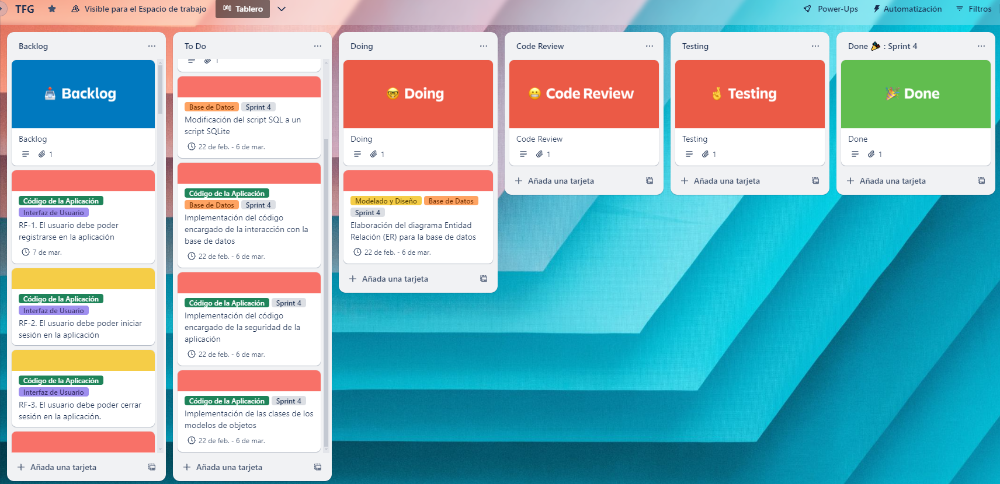 TFG
Visible para el Espacio de trabajo
Tablero
Power-Ups
Automatización
Filtros
Backlog
Backlog
Backlog
1
Código de la Aplicación
Interfaz de Usuario
RF-1. El usuario debe poder
registrarse en la aplicación
7 de mar.
Código de la Aplicación
Interfaz de Usuario
RF-2. El usuario debe poder iniciar
sesión en la aplicación
Código de la Aplicación
Interfaz de Usuario
RF-3. El usuario debe poder cerrar
sesión en la aplicación.
Añada una tarjeta
To Do
1
Base de Datos Sprint 4
Modificación del script SQL a un
script SQLite
22 de feb. - 6 de mar.
Código de la Aplicación
Base de Datos Sprint 4
Implementación del código
encargado de la interacción con la
base de datos
22 de feb. - 6 de mar.
Código de la Aplicación Sprint 4
Implementación del código
encargado de la seguridad de la
aplicación
22 de feb. - 6 de mar.
Código de la Aplicación Sprint 4
Implementación de las clases de los
modelos de objetos
22 de feb. - 6 de mar.
Añada una tarjeta
Doing
Doing
Doing
1
Modelado y Diseño Base de Datos
Sprint 4
Elaboración del diagrama Entidad
Relación (ER) para la base de datos
22 de feb. - 6 de mar.
Añada una tarjeta
Code Review
Code Review
Code Review
1
Añada una tarjeta
Testing
Testing
Testing
1
Añada una tarjeta
Done 🎉 : Sprint 4
Done
Done
1
Añada una tarjeta